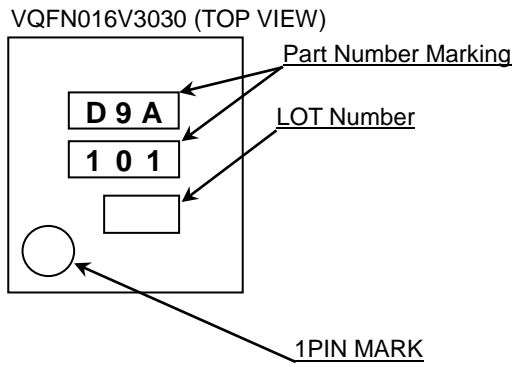 VQFN016V3030 (TOP VIEW)
Part Number Marking
D 9 A
LOT Number
1 0 1
1PIN MARK